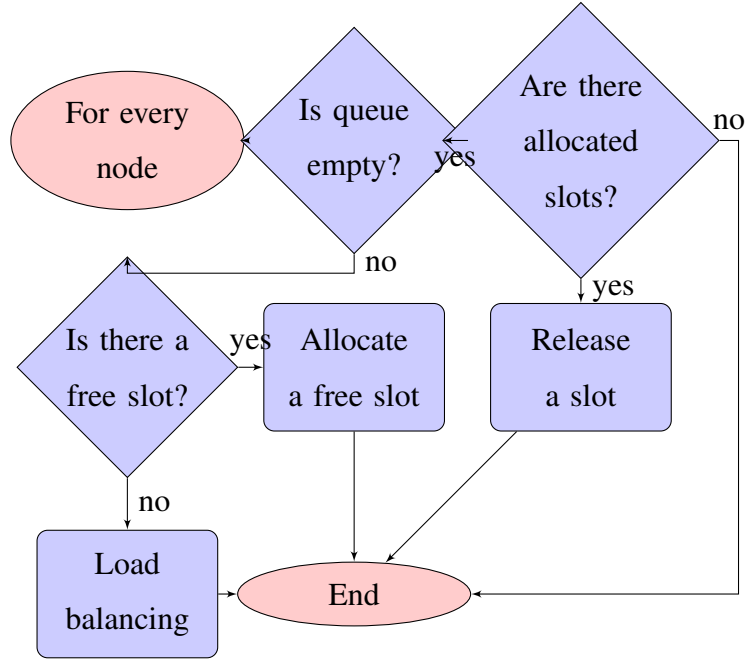 For every
node
Is queue
empty?
yes
Are there
allocated
slots?
no
no
yes
Is there a
free slot?
yes
Allocate
a free slot
Release
a slot
no
Load
balancing
End